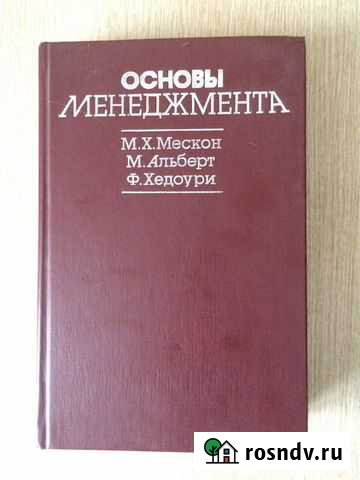 ОСНОВЫ
МЕНЕДЖМЕНТА
М.Х.Мескон
М.Альберт
Ф.Хедоури
rosndv.ru